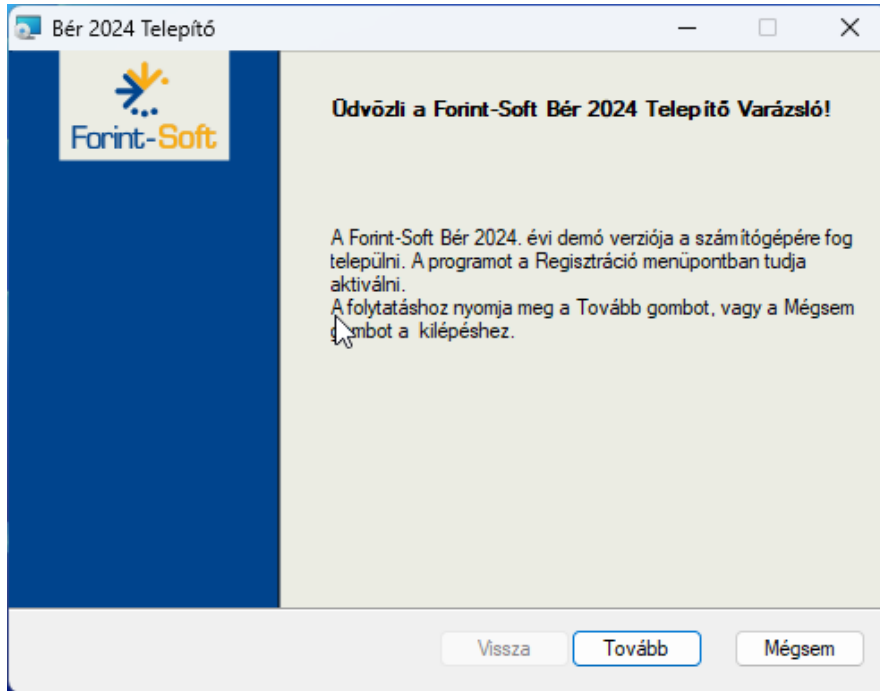 Bér 2024 Telepítő
Forint-Soft
Üdvözli a Forint-Soft Bér 2024 Telepítő Varázsló!
A Forint-Soft Bér 2024. évi demó verziója a számítógépére fog
települni. A programot a Regisztráció menüpontban tudja
aktiválni.
A folytatáshoz nyomja meg a Tovább gombot, vagy a Mégsem
gombot a kilépéshez.
Vissza Tovább Mégsem